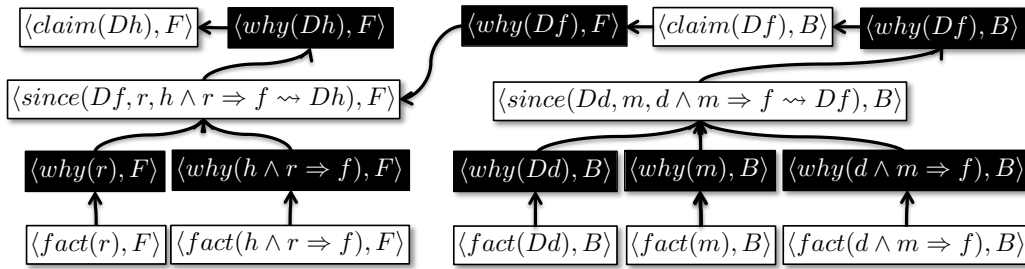 ⟨claim(Dh), F⟩ ⟨why(Dh), F⟩ ⟨why(Df), F⟩ ⟨claim(Df), B⟩ ⟨why(Df), B⟩
⟨since(Df, r, h ∧ r ⇒ f ⇝ Dh), F⟩ ⟨since(Dd, m, d ∧ m ⇒ f ⇝ Df), B⟩
⟨why(r), F⟩ ⟨why(h ∧ r ⇒ f), F⟩ ⟨why(Dd), B⟩ ⟨why(m), B⟩ ⟨why(d ∧ m ⇒ f), B⟩
⟨fact(r), F⟩ ⟨fact(h ∧ r ⇒ f), F⟩ ⟨fact(Dd), B⟩ ⟨fact(m), B⟩ ⟨fact(d ∧ m ⇒ f), B⟩